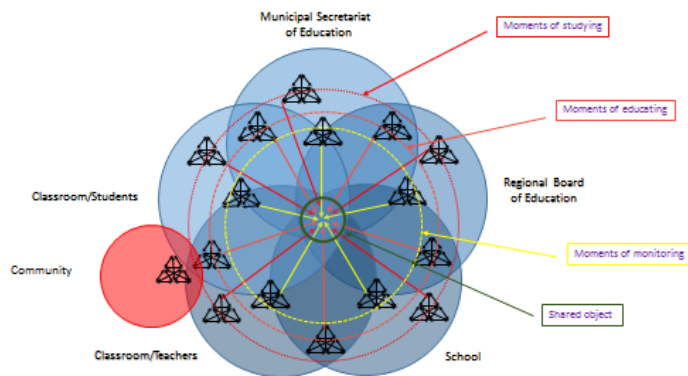 Municipal Secretariat
of Education
Moments of studying
Moments of educating
Classroom/Students
Regional Board
of Education
Community
Moments of monitoring
Shared object
Classroom/Teachers
School